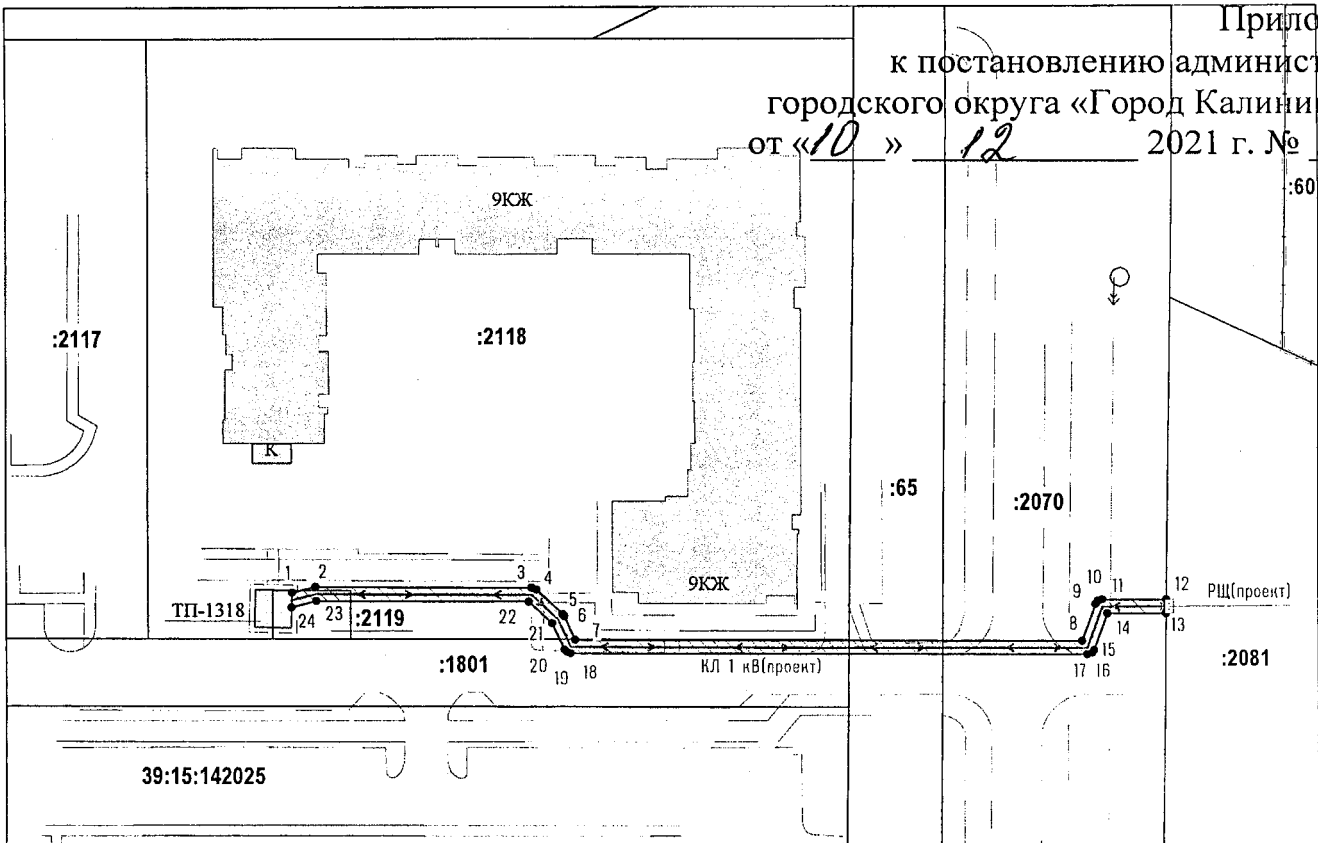 Прило
к постановлению админист
городского округа «Город Калини
от «10 » 12 2021 г. №
:60
9КЖ
:2117
:2118
К
:65
:2070
9КЖ
1 2 3 4 5 6 7 8 9 10 11 12
РЩ(проект)
ТП-1318
24 23 :2119 22 21 20 19 18 17 16 15 14 13
:1801
КЛ 1 кВ(проект)
:2081
39:15:142025